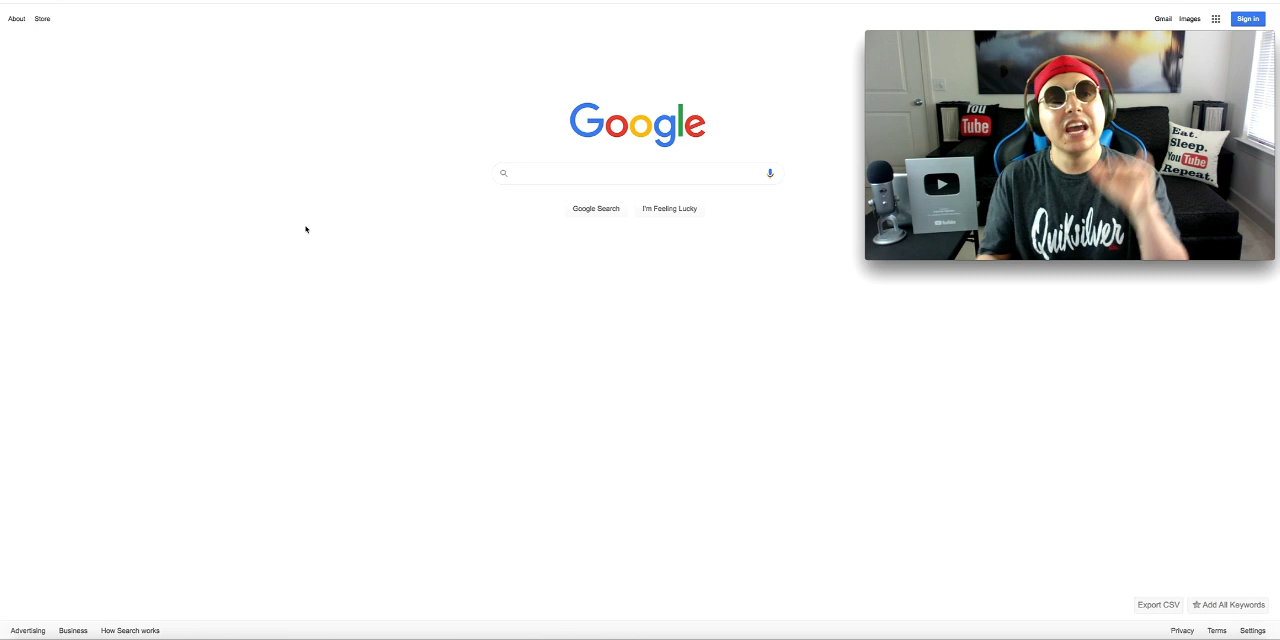 About Store
Gmail Images Sign in
Google
Google Search I'm Feeling Lucky
You
Tube
Eat.
Sleep.
You Tube
Repeat.
Quiksilver
YouTube
Export CSV Add All Keywords
Advertising Business How Search works
Privacy Terms Settings